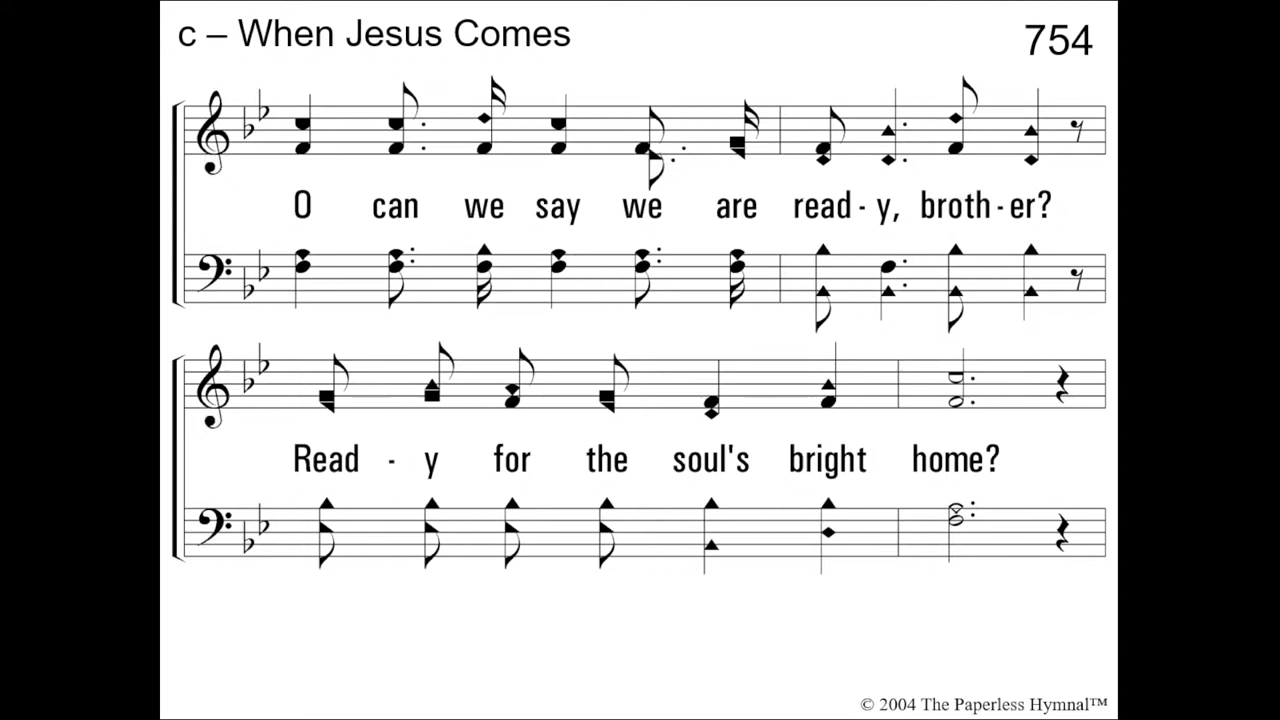 c – When Jesus Comes 754
O can we say we are read - y, broth - er?
Read - y for the soul's bright home?
© 2004 The Paperless Hymnal™